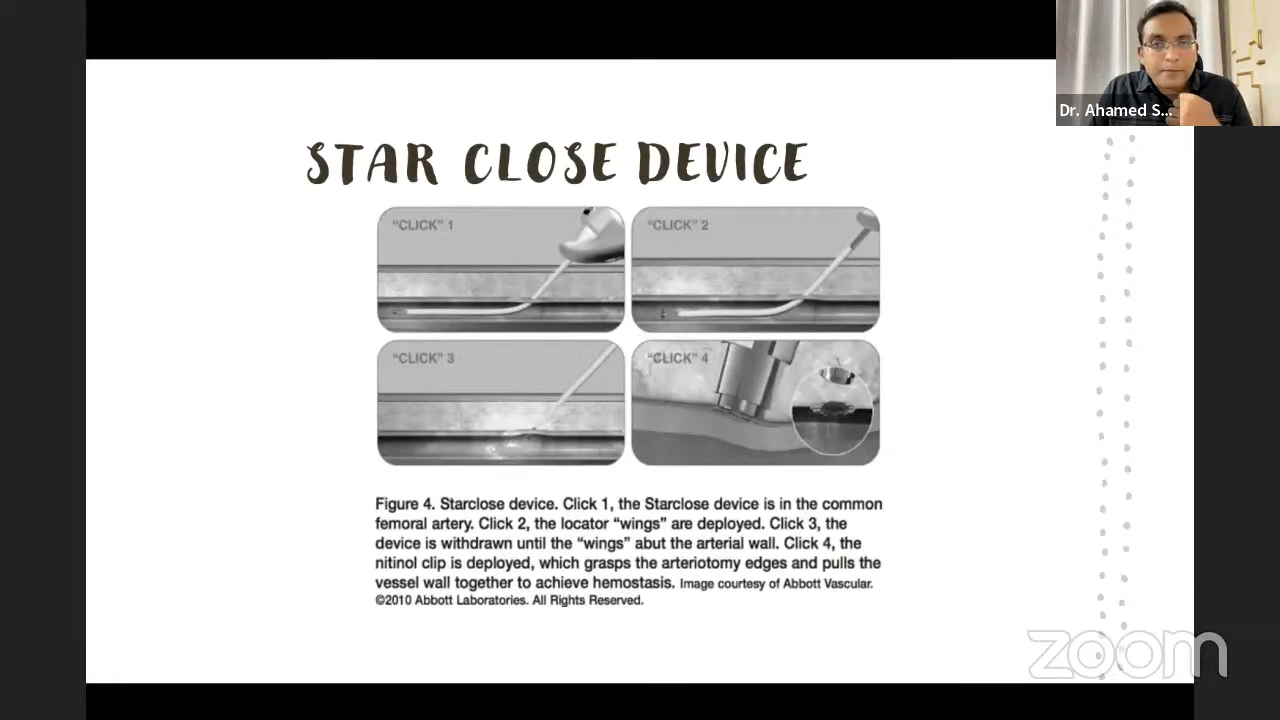 Dr. Ahamed S...
STAR CLOSE DEVICE
"CLICK" 1
"CLICK" 2
"CLICK" 3
"CLICK" 4
Figure 4. Starclose device. Click 1, the Starclose device is in the common
femoral artery. Click 2, the locator “wings” are deployed. Click 3, the
device is withdrawn until the “wings” abut the arterial wall. Click 4, the
nitinol clip is deployed, which grasps the arteriotomy edges and pulls the
vessel wall together to achieve hemostasis. Image courtesy of Abbott Vascular.
©2010 Abbott Laboratories. All Rights Reserved.
zoom